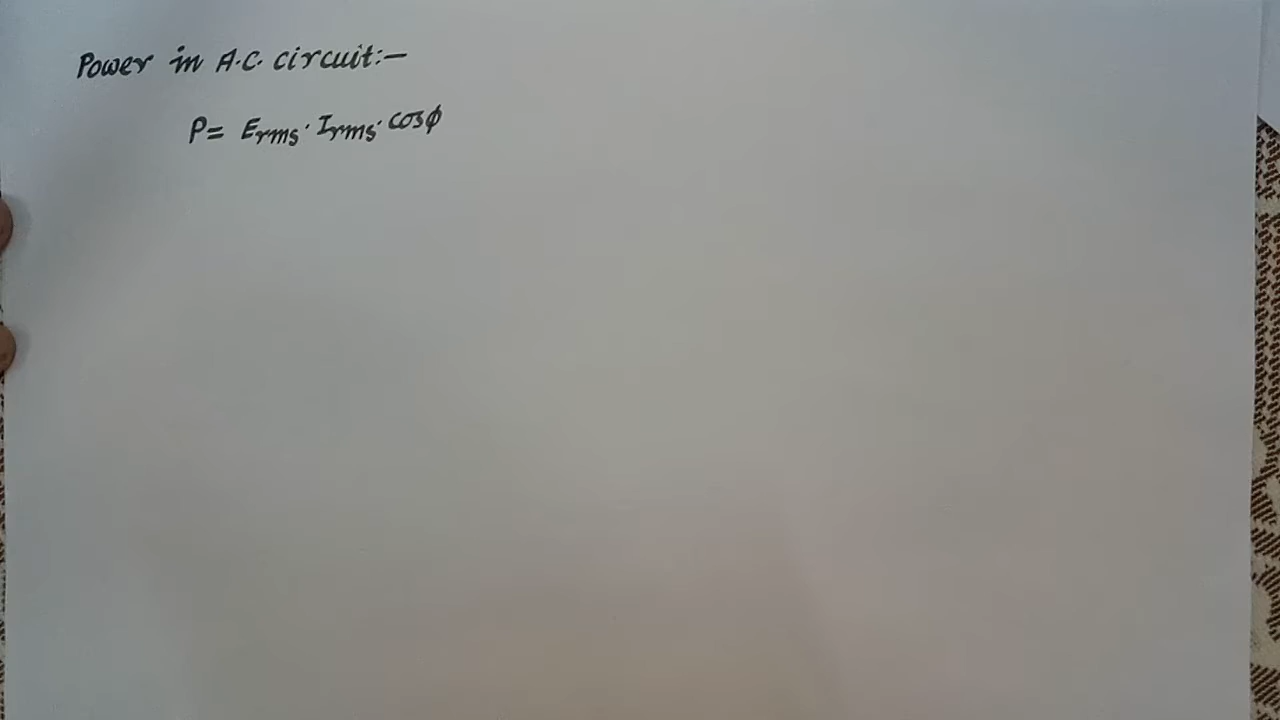 Power in A.C. circuit:-
P= Erms. Irms. cosϕ